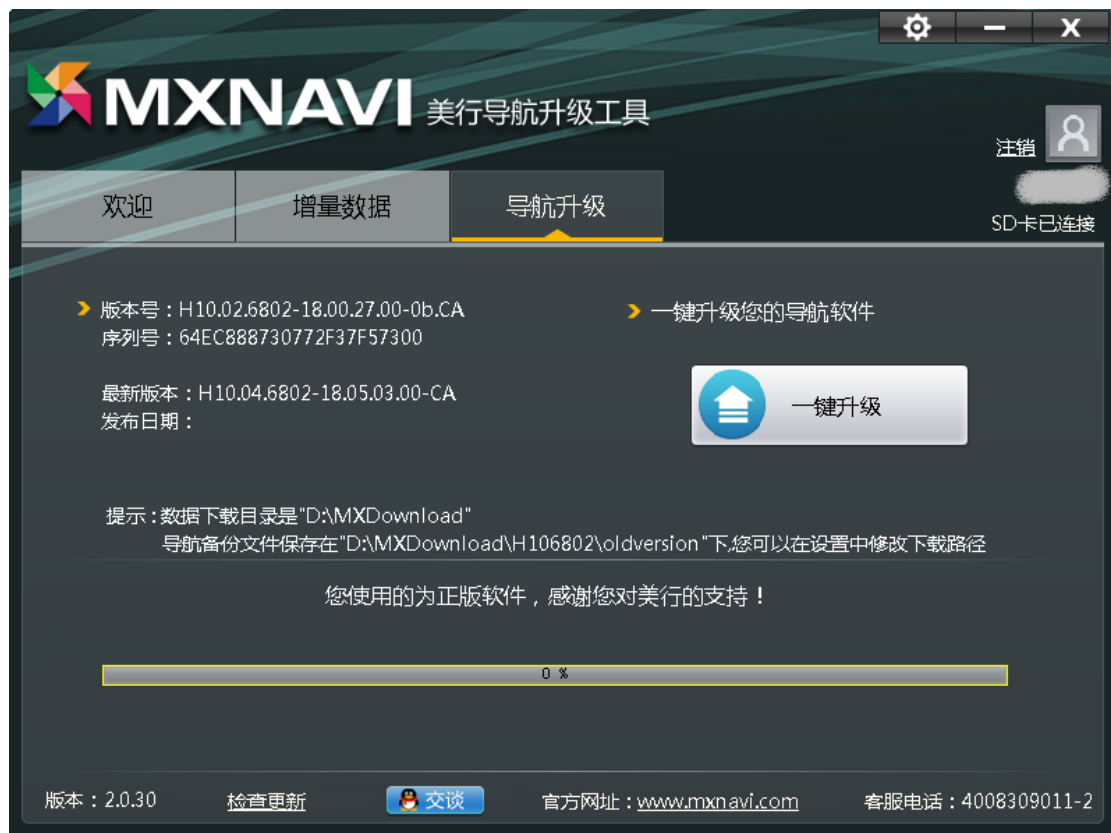 X
MXNAVI 美行导航升级工具
注销
欢迎 增量数据 导航升级
SD卡已连接
版本号：H10.02.6802-18.00.27.00-0b.CA
序列号：64EC888730772F37F57300
最新版本：H10.04.6802-18.05.03.00-CA
发布日期：
一键升级您的导航软件
一键升级
提示：数据下载目录是"D:\MXDownload"
导航备份文件保存在"D:\MXDownload\H106802\oldversion"下,您可以在设置中修改下载路径
您使用的为正版软件，感谢您对美行的支持！
0 %
版本：2.0.30 检查更新 交谈 官方网址：www.mxnavi.com 客服电话：4008309011-2